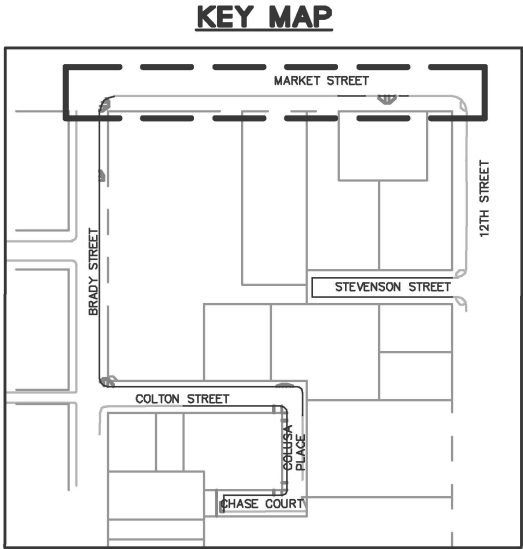 KEY MAP
MARKET STREET
12TH STREET
BRADY STREET
STEVENSON STREET
COLTON STREET
COLUSA
PLACE
CHASE COURT